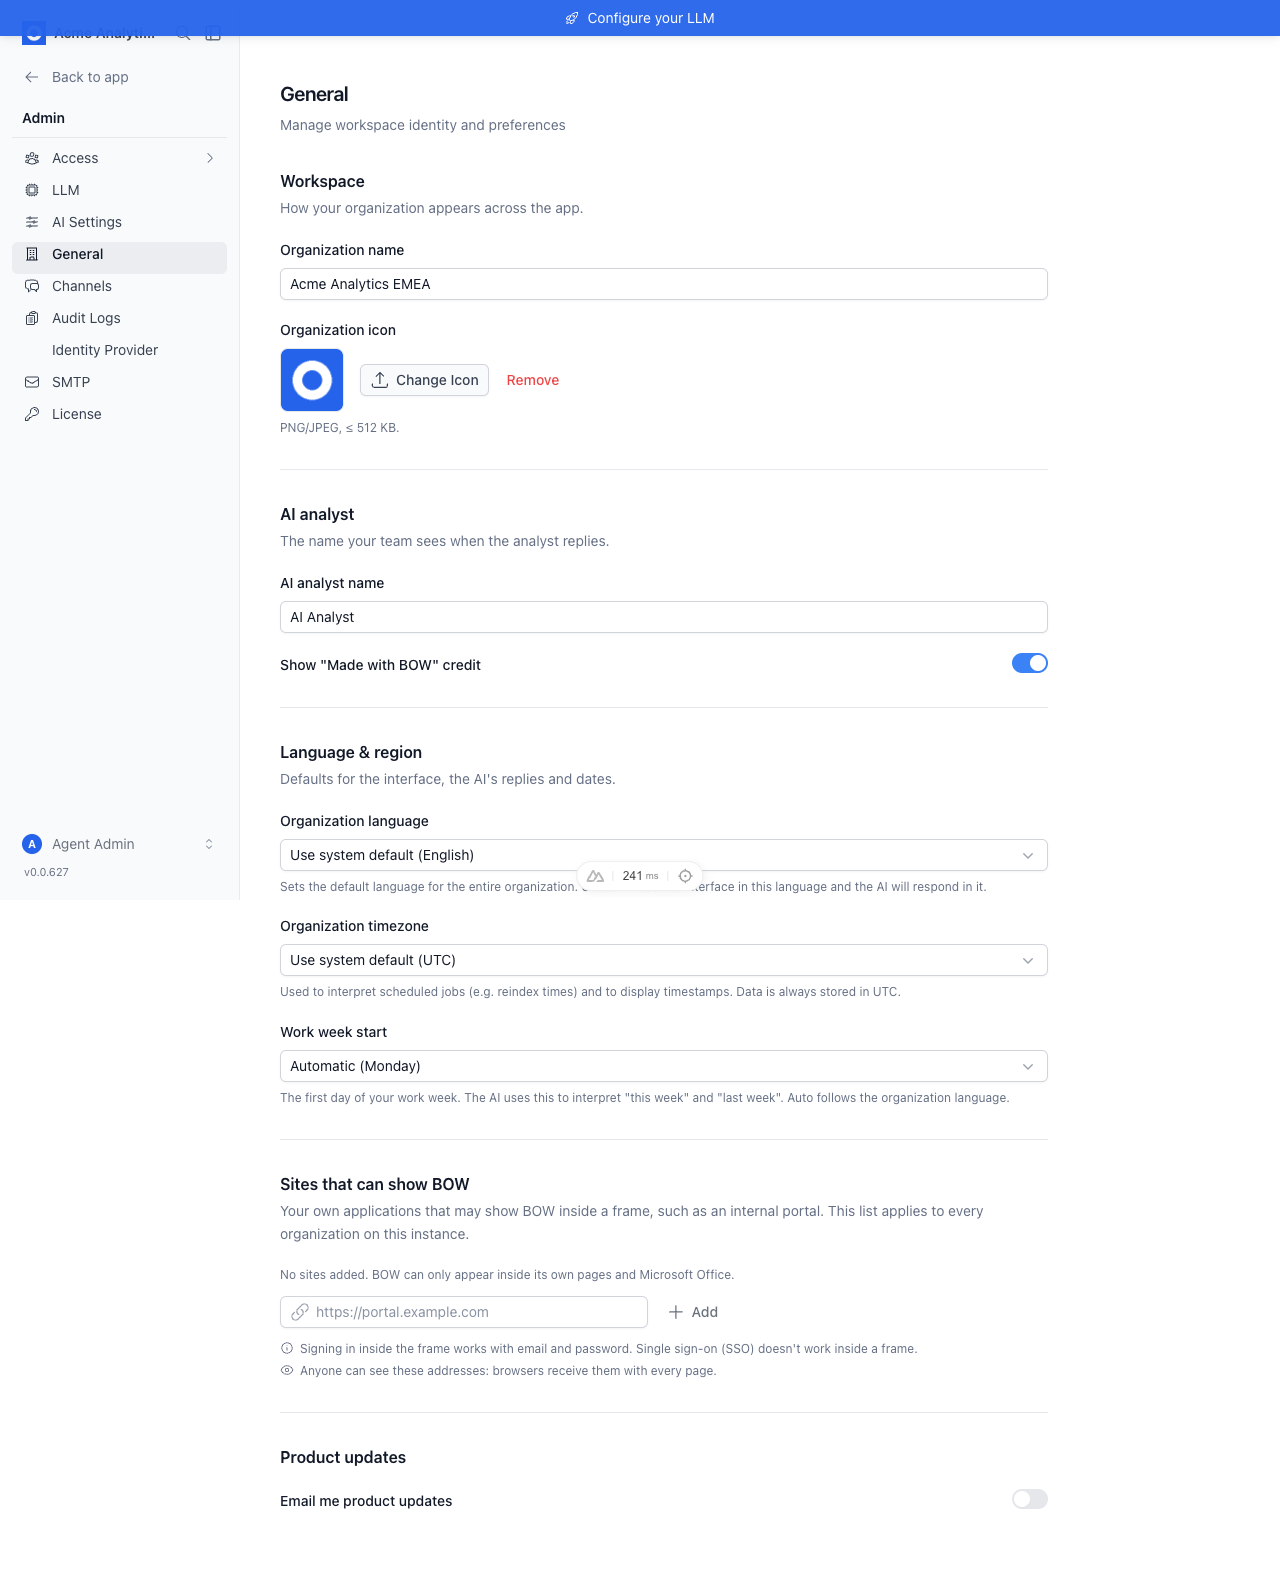 Configure your LLM
Back to app
Admin
Access
LLM
AI Settings
General
Channels
Audit Logs
Identity Provider
SMTP
License
Agent Admin
v0.0.627
General
Manage workspace identity and preferences
Workspace
How your organization appears across the app.
Organization name
Acme Analytics EMEA
Organization icon
Change Icon
Remove
PNG/JPEG, ≤ 512 KB.
AI analyst
The name your team sees when the analyst replies.
AI analyst name
AI Analyst
Show "Made with BOW" credit
Language & region
Defaults for the interface, the AI's replies and dates.
Organization language
Use system default (English)
241 ms
Sets the default language for the entire organization. in this language and the AI will respond in it.
Organization timezone
Use system default (UTC)
Used to interpret scheduled jobs (e.g. reindex times) and to display timestamps. Data is always stored in UTC.
Work week start
Automatic (Monday)
The first day of your work week. The AI uses this to interpret "this week" and "last week". Auto follows the organization language.
Sites that can show BOW
Your own applications that may show BOW inside a frame, such as an internal portal. This list applies to every
organization on this instance.
No sites added. BOW can only appear inside its own pages and Microsoft Office.
https://portal.example.com
Add
Signing in inside the frame works with email and password. Single sign-on (SSO) doesn't work inside a frame.
Anyone can see these addresses: browsers receive them with every page.
Product updates
Email me product updates